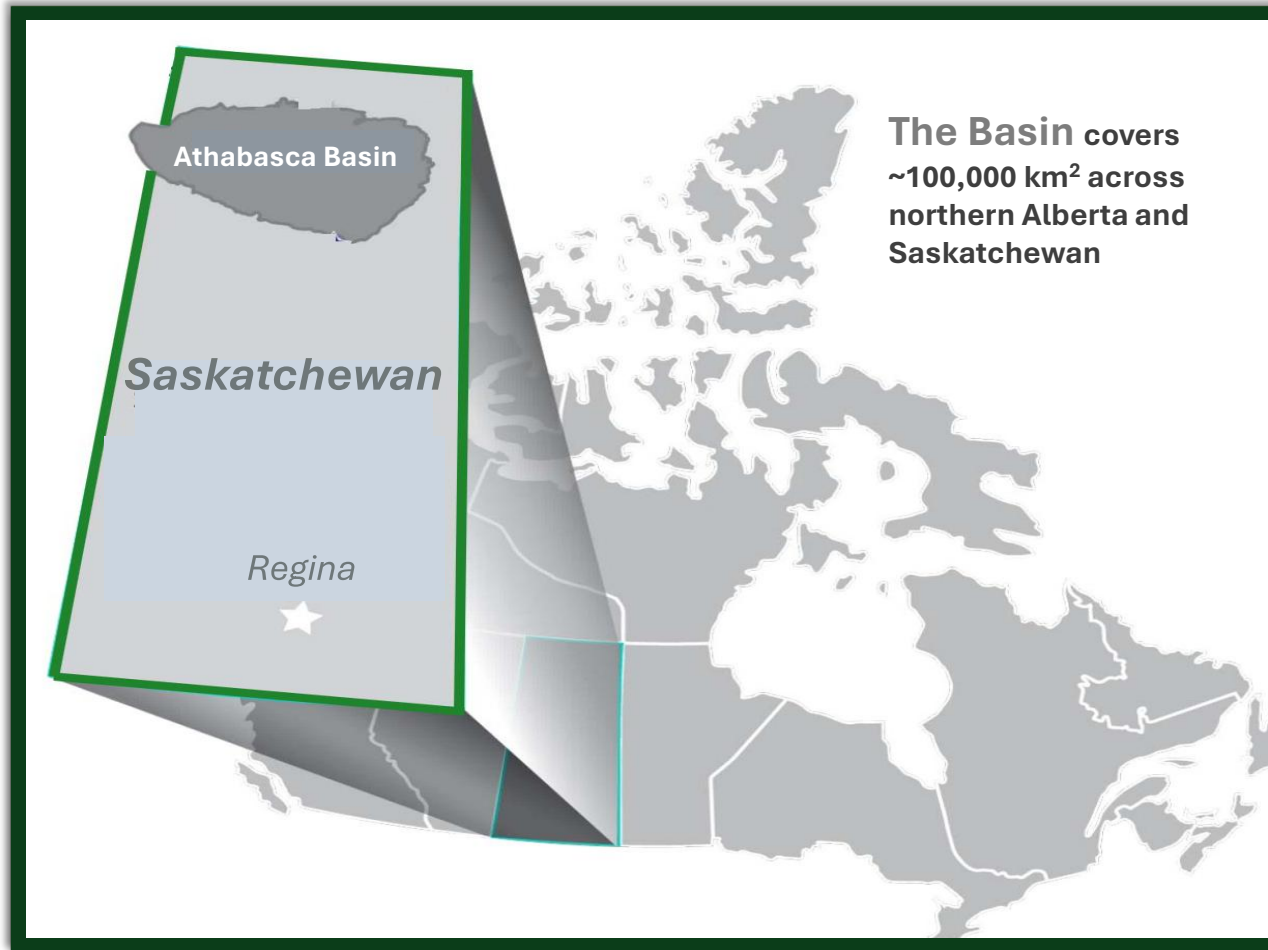 Athabasca Basin
The Basin covers
~100,000 km² across
northern Alberta and
Saskatchewan
Saskatchewan
Regina